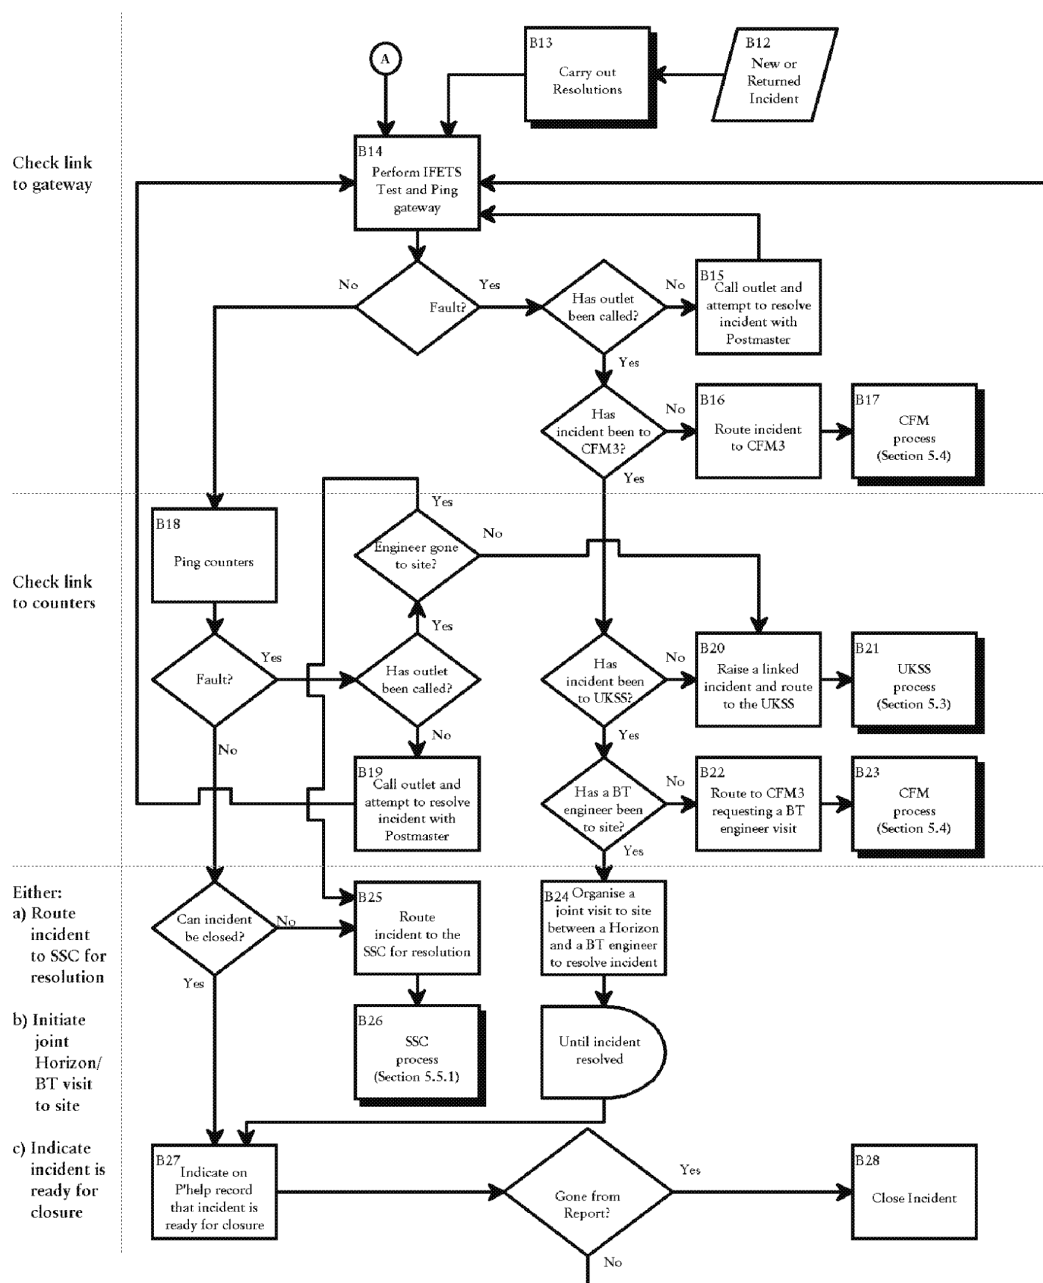 B12
New or
Returned
Incident
B13
Carry out
Resolutions
A
Check link
to gateway
B14
Perform IFETS
Test and Ping
gateway
No
Fault?
Yes
Has outlet
been called?
No
B15
Call outlet and
attempt to resolve
incident with
Postmaster
Yes
Has
incident been to
CFM3?
No
B16
Route incident
to CFM3
B17
CFM
process
(Section 5.4)
Yes
Check link
to counters
B18
Ping counters
Yes
Engineer gone
to site?
No
Yes
Fault?
Yes
Has outlet
been called?
No
No
B19
Call outlet and
attempt to resolve
incident with
Postmaster
Has
incident been
to UKSS?
No
B20
Raise a linked
incident and route
to the UKSS
B21
UKSS
process
(Section 5.3)
Yes
Has a BT
engineer been
to site?
No
B22
Route to CFM3
requesting a BT
engineer visit
B23
CFM
process
(Section 5.4)
Yes
Either:
a) Route
incident
to SSC for
resolution
Can incident
be closed?
No
Yes
B25
Route
incident to the
SSC for resolution
B24
Organise a
joint visit to site
between a Horizon
and a BT engineer
to resolve incident
b) Initiate
joint
Horizon/
BT visit
to site
B26
SSC
process
(Section 5.5.1)
Until incident
resolved
c) Indicate
incident is
ready for
closure
B27
Indicate on
P'help record
that incident is
ready for closure
Gone from
Report?
Yes
No
B28
Close Incident